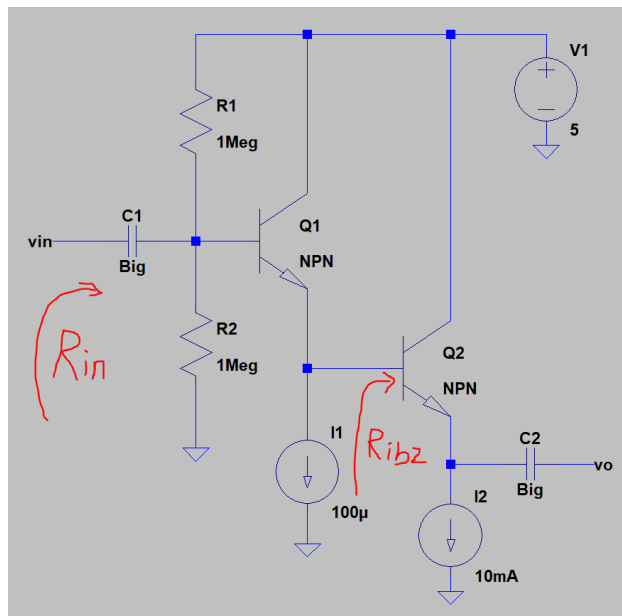 V1
+
−
5
R1
1Meg
C1
vin
Big
Q1
NPN
Rin
R2
1Meg
Q2
NPN
I1
100µ
Rib2
C2
vo
Big
I2
10mA